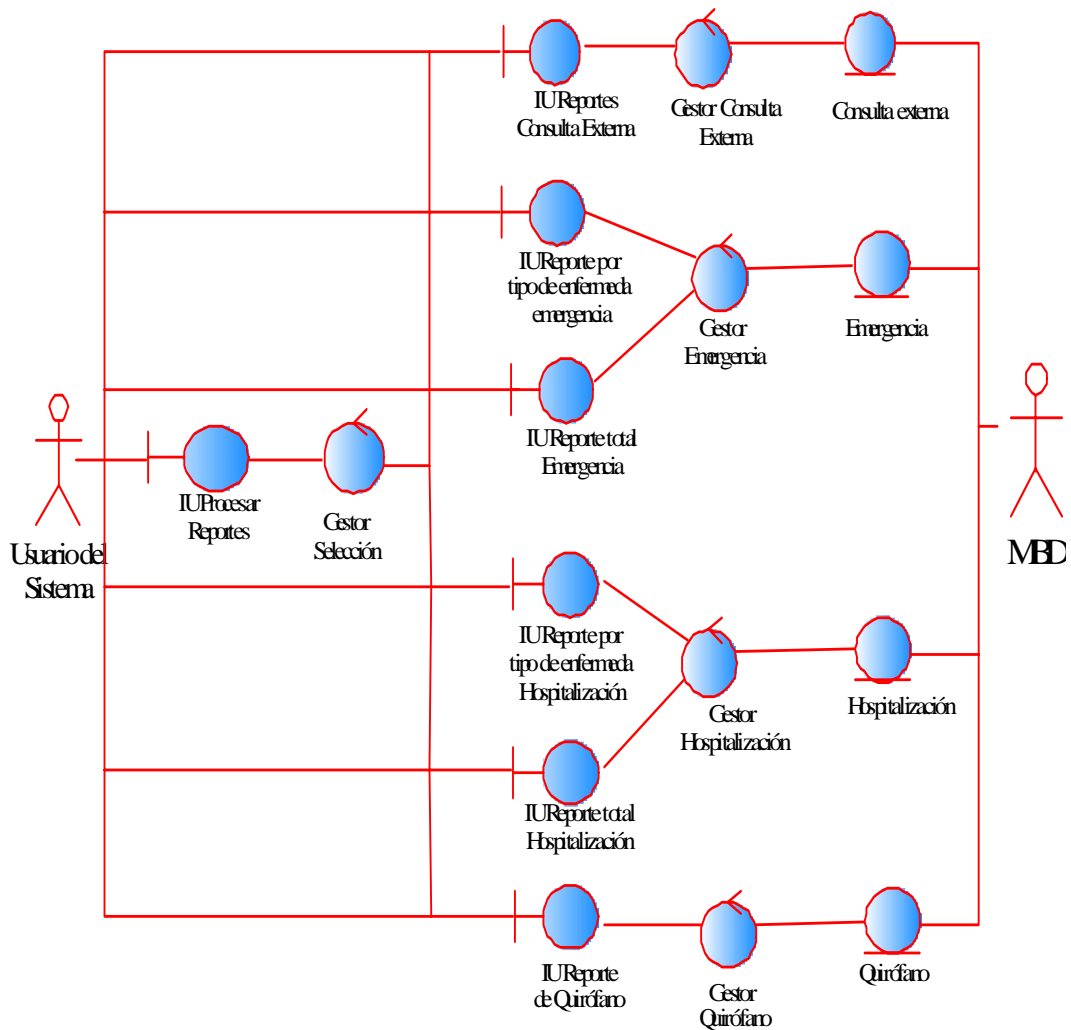 IU Reportes
Consulta Externa
Gestor Consulta
Externa
Consulta externa
IU Reporte por
tipo de enfermeda
emergencia
Gestor
Emergencia
Emergencia
IU Reporte total
Emergencia
IU Procesar
Reportes
Gestor
Selección
Usuario del
Sistema
MBD
IU Reporte por
tipo de enfermeda
Hospitalización
Gestor
Hospitalización
Hospitalización
IU Reporte total
Hospitalización
IU Reporte
de Quirófano
Gestor
Quirófano
Quirófano